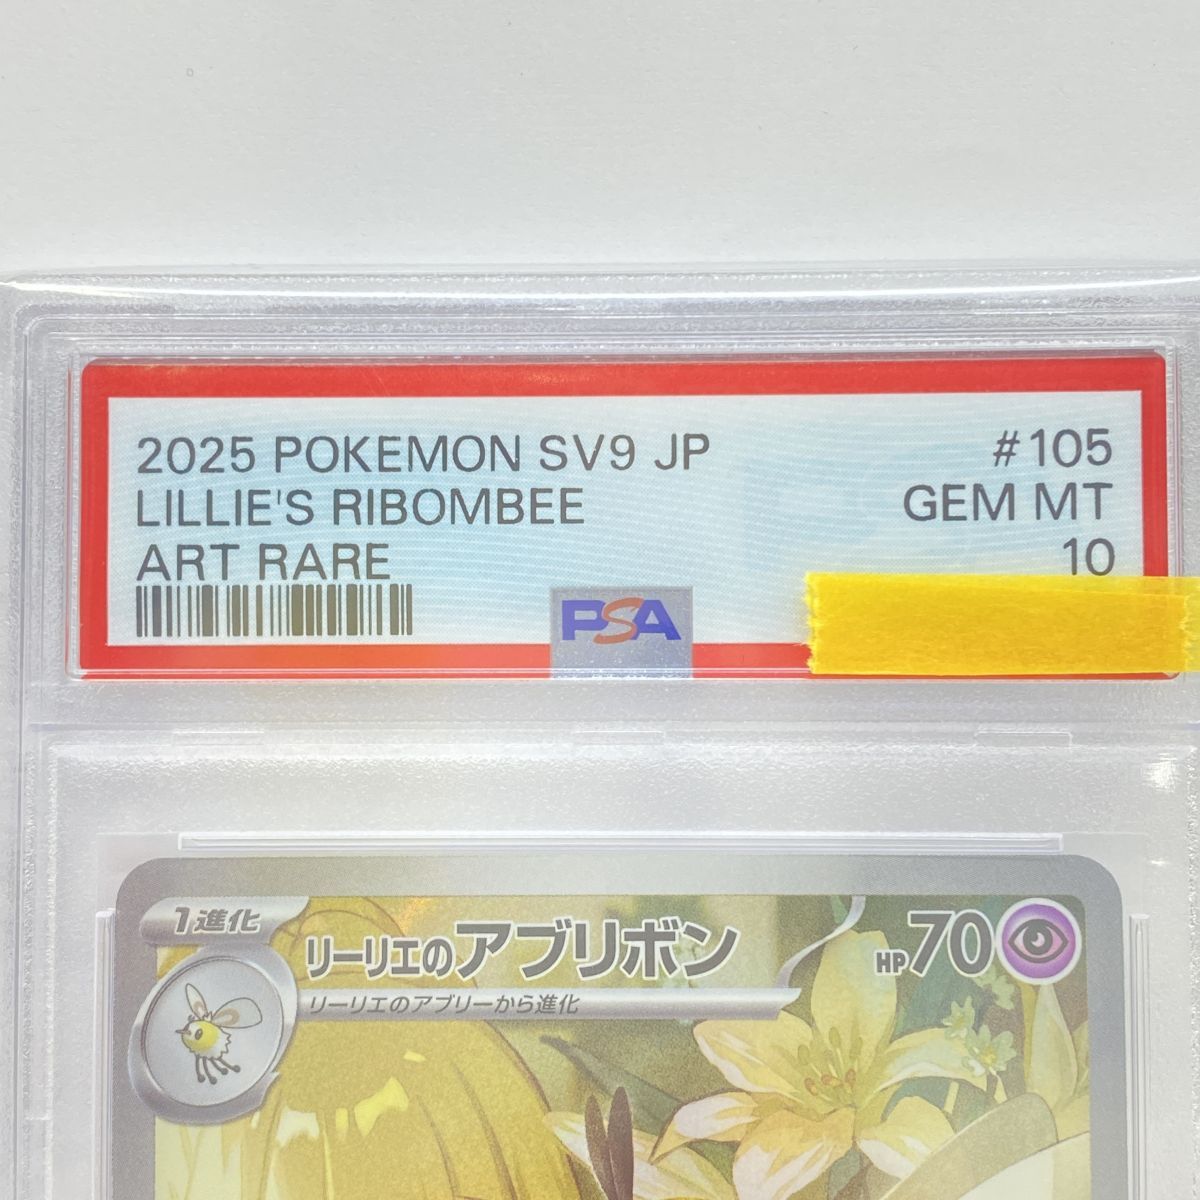 2025 POKEMON SV9 JP
#105
LILLIE'S RIBOMBEE
GEM MT
ART RARE
10
PSA
1進化
リーリエのアブリボン
HP70
リーリエのアブリーから進化